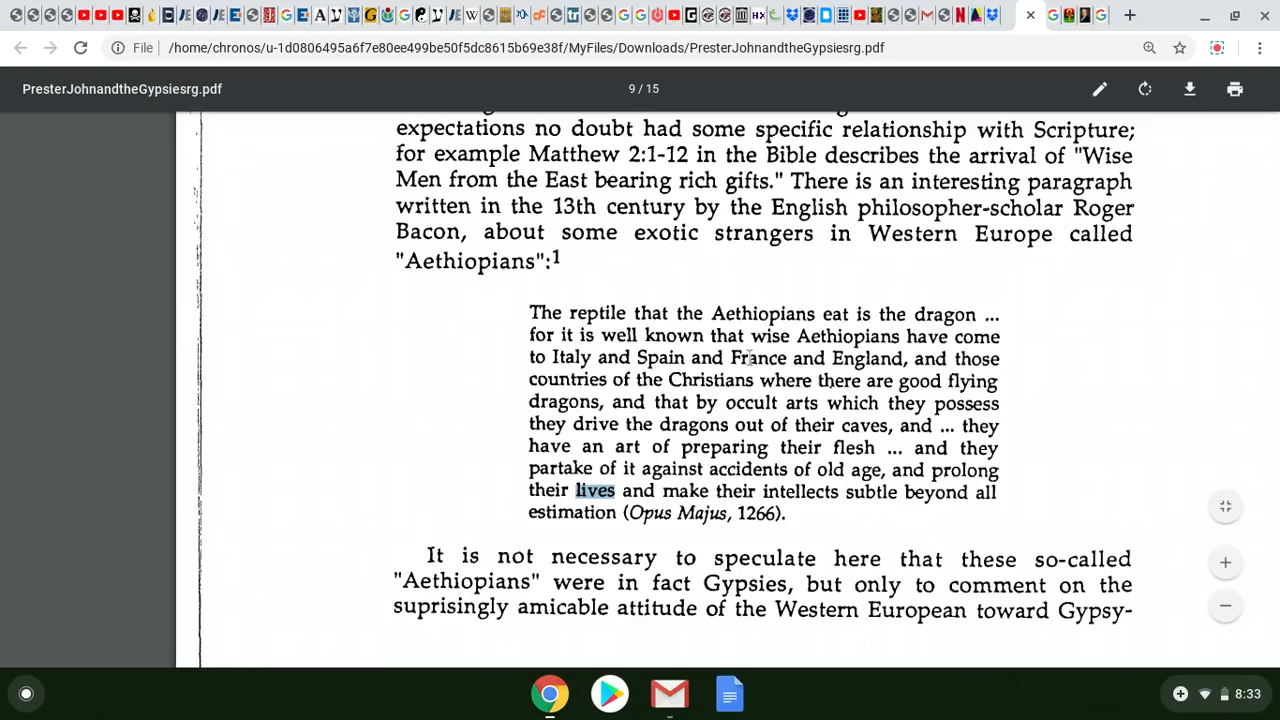 File
/home/chronos/u-1d0806495a6f7e80ee499be50f5dc8615b69e38f/MyFiles/Downloads/PresterJohnandtheGypsiesrg.pdf
PresterJohnandtheGypsiesrg.pdf
9 / 15
expectations no doubt had some specific relationship with Scripture;
for example Matthew 2:1-12 in the Bible describes the arrival of "Wise
Men from the East bearing rich gifts." There is an interesting paragraph
written in the 13th century by the English philosopher-scholar Roger
Bacon, about some exotic strangers in Western Europe called
"Aethiopians":1
The reptile that the Aethiopians eat is the dragon ...
for it is well known that wise Aethiopians have come
to Italy and Spain and France and England, and those
countries of the Christians where there are good flying
dragons, and that by occult arts which they possess
they drive the dragons out of their caves, and ... they
have an art of preparing their flesh ... and they
partake of it against accidents of old age, and prolong
their lives and make their intellects subtle beyond all
estimation (Opus Majus, 1266).
It is not necessary to speculate here that these so-called
"Aethiopians" were in fact Gypsies, but only to comment on the
suprisingly amicable attitude of the Western European toward Gypsy-
8:33